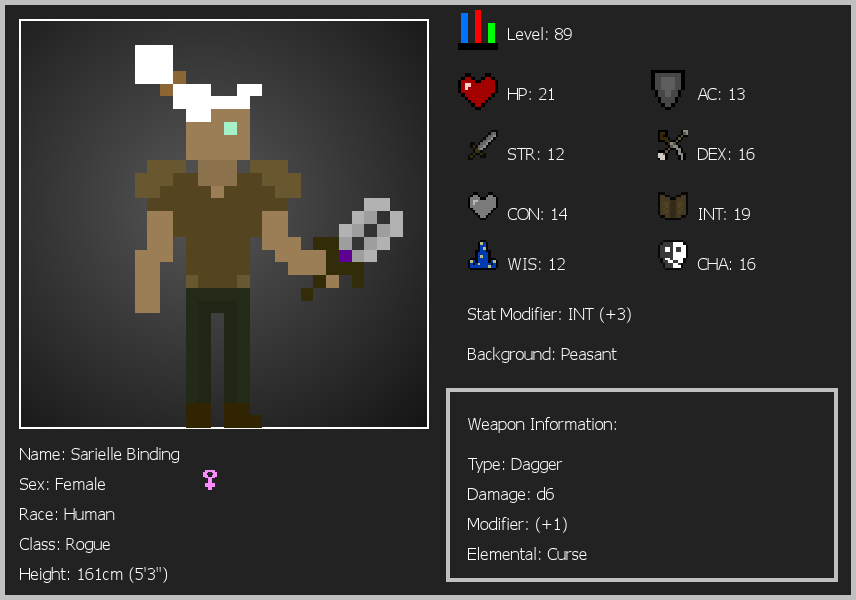 Level: 89
HP: 21
AC: 13
STR: 12
DEX: 16
CON: 14
INT: 19
WIS: 12
CHA: 16
Stat Modifier: INT (+3)
Background: Peasant
Weapon Information:
Type: Dagger
Damage: d6
Modifier: (+1)
Elemental: Curse
Name: Sarielle Binding
Sex: Female
Race: Human
Class: Rogue
Height: 161cm (5'3")